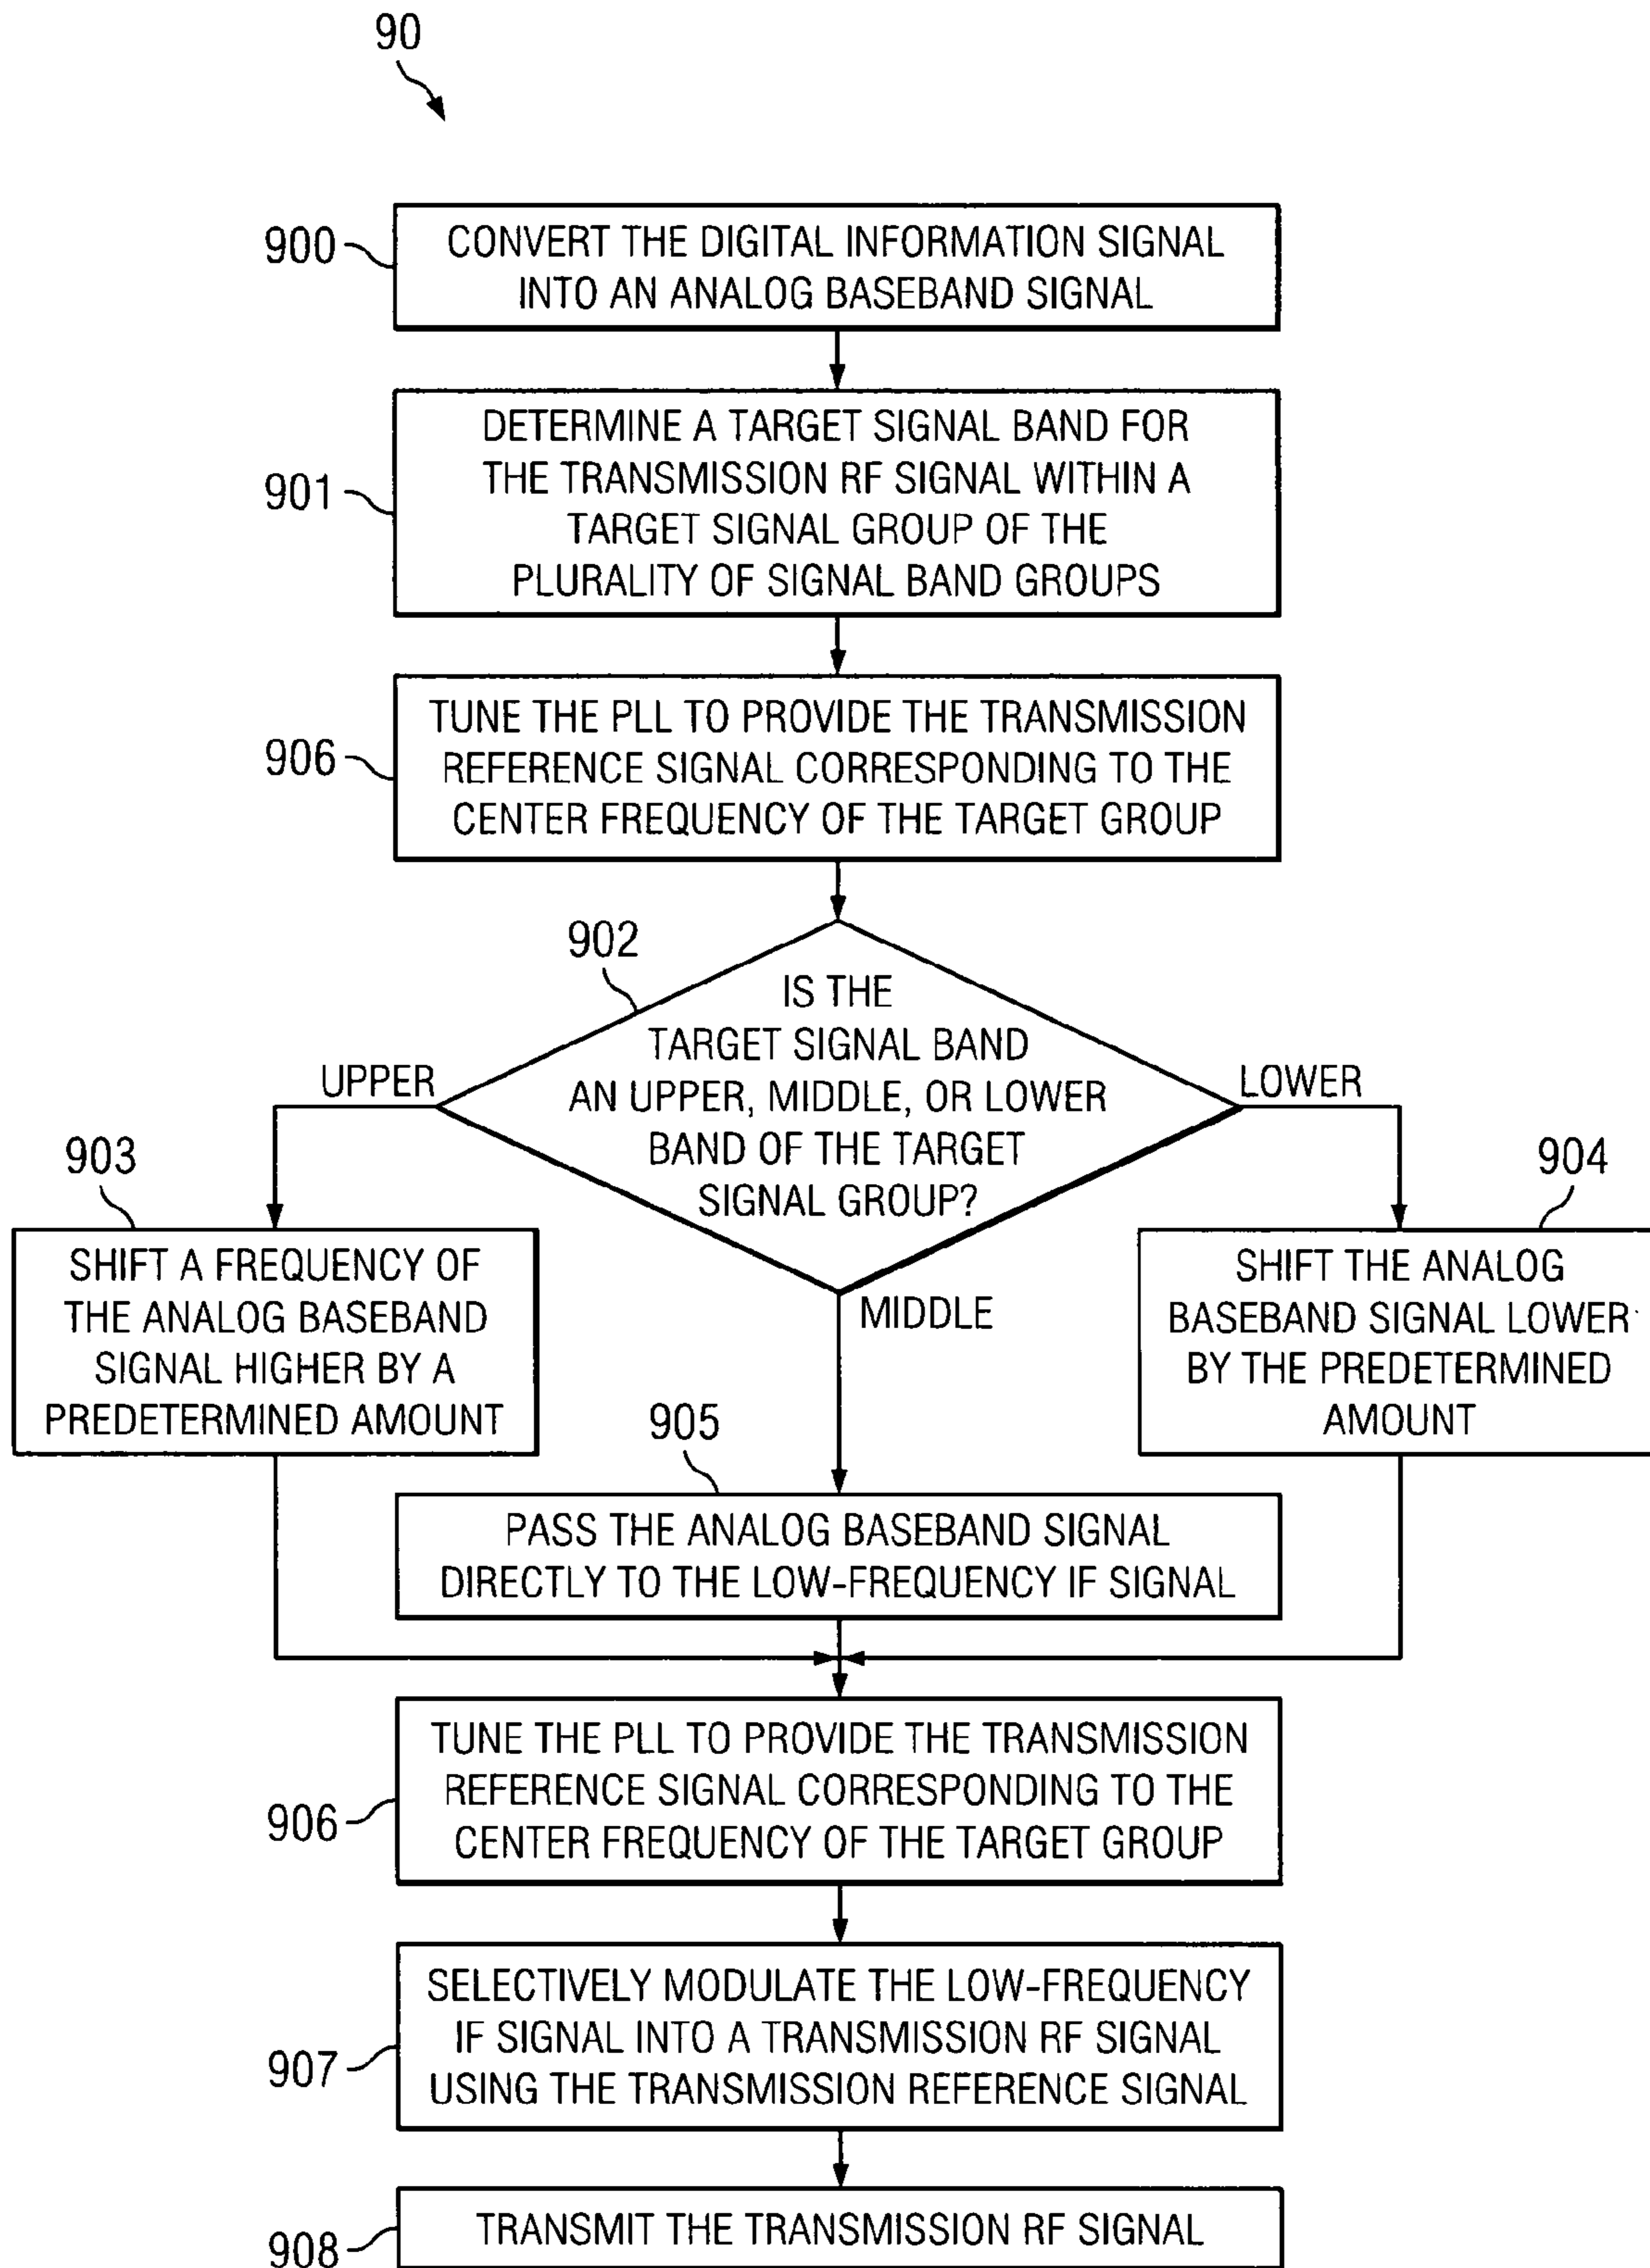 90
900
CONVERT THE DIGITAL INFORMATION SIGNAL
INTO AN ANALOG BASEBAND SIGNAL
901
DETERMINE A TARGET SIGNAL BAND FOR
THE TRANSMISSION RF SIGNAL WITHIN A
TARGET SIGNAL GROUP OF THE
PLURALITY OF SIGNAL BAND GROUPS
906
TUNE THE PLL TO PROVIDE THE TRANSMISSION
REFERENCE SIGNAL CORRESPONDING TO THE
CENTER FREQUENCY OF THE TARGET GROUP
902
IS THE
TARGET SIGNAL BAND
AN UPPER, MIDDLE, OR LOWER
BAND OF THE TARGET
SIGNAL GROUP?
UPPER
LOWER
MIDDLE
903
SHIFT A FREQUENCY OF
THE ANALOG BASEBAND
SIGNAL HIGHER BY A
PREDETERMINED AMOUNT
904
SHIFT THE ANALOG
BASEBAND SIGNAL LOWER
BY THE PREDETERMINED
AMOUNT
905
PASS THE ANALOG BASEBAND SIGNAL
DIRECTLY TO THE LOW-FREQUENCY IF SIGNAL
906
TUNE THE PLL TO PROVIDE THE TRANSMISSION
REFERENCE SIGNAL CORRESPONDING TO THE
CENTER FREQUENCY OF THE TARGET GROUP
907
SELECTIVELY MODULATE THE LOW-FREQUENCY
IF SIGNAL INTO A TRANSMISSION RF SIGNAL
USING THE TRANSMISSION REFERENCE SIGNAL
908
TRANSMIT THE TRANSMISSION RF SIGNAL